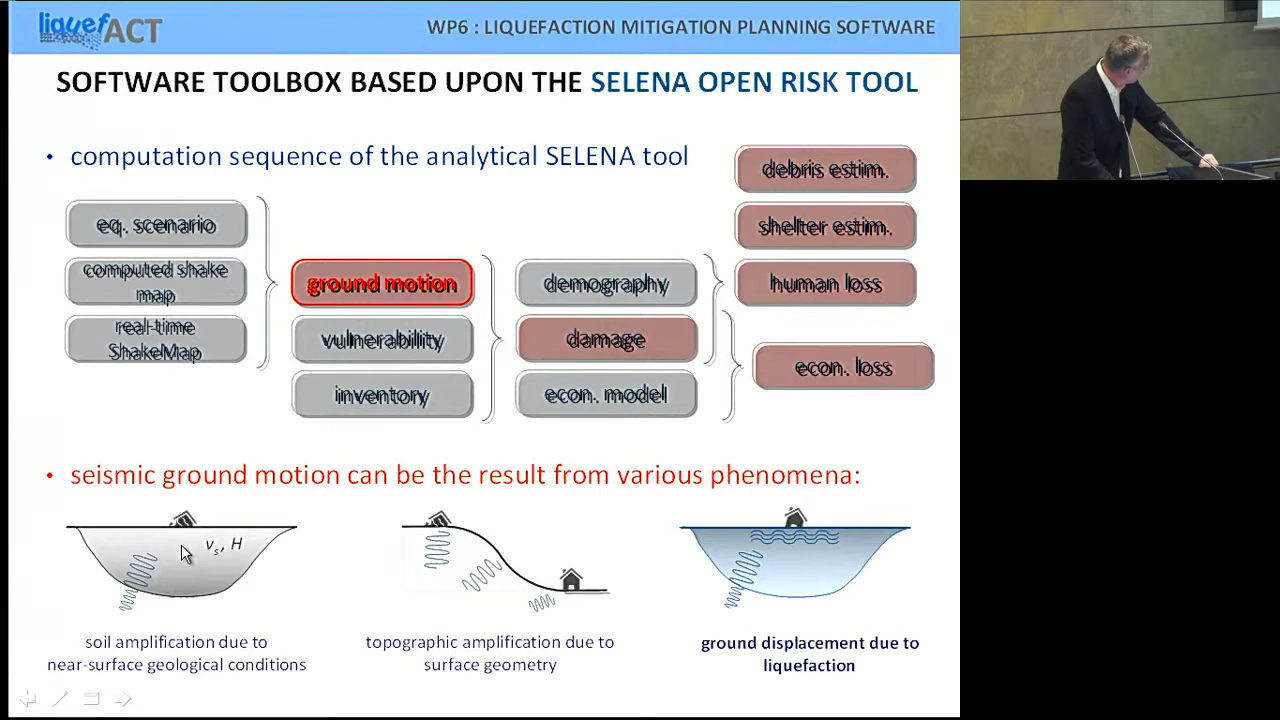 liquefACT
WP6 : LIQUEFACTION MITIGATION PLANNING SOFTWARE
SOFTWARE TOOLBOX BASED UPON THE SELENA OPEN RISK TOOL
• computation sequence of the analytical SELENA tool
eq. scenario
computed shake
map
real-time
ShakeMap
ground motion
vulnerability
inventory
demography
damage
econ. model
debris estim.
shelter estim.
human loss
econ. loss
• seismic ground motion can be the result from various phenomena:
vs, H
soil amplification due to
near-surface geological conditions
topographic amplification due to
surface geometry
ground displacement due to
liquefaction